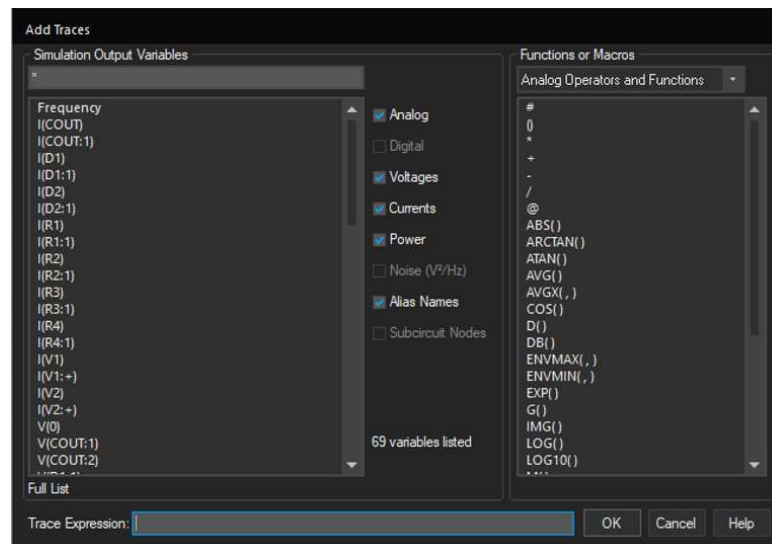 Add Traces
Simulation Output Variables
*
Frequency
I(COUT)
I(COUT:1)
I(D1)
I(D1:1)
I(D2)
I(D2:1)
I(R1)
I(R1:1)
I(R2)
I(R2:1)
I(R3)
I(R3:1)
I(R4)
I(R4:1)
I(V1)
I(V1:+)
I(V2)
I(V2:+)
V(0)
V(COUT:1)
V(COUT:2)
Full List
Analog
Digital
Voltages
Currents
Power
Noise (V²/Hz)
Alias Names
Subcircuit Nodes
69 variables listed
Functions or Macros
Analog Operators and Functions
#
()
*
+
-
/
@
ABS()
ARCTAN()
ATAN()
AVG()
AVGX(,)
COS()
D()
DB()
ENVMAX(,)
ENVMIN(,)
EXP()
G()
IMG()
LOG()
LOG10()
Trace Expression:
OK Cancel Help